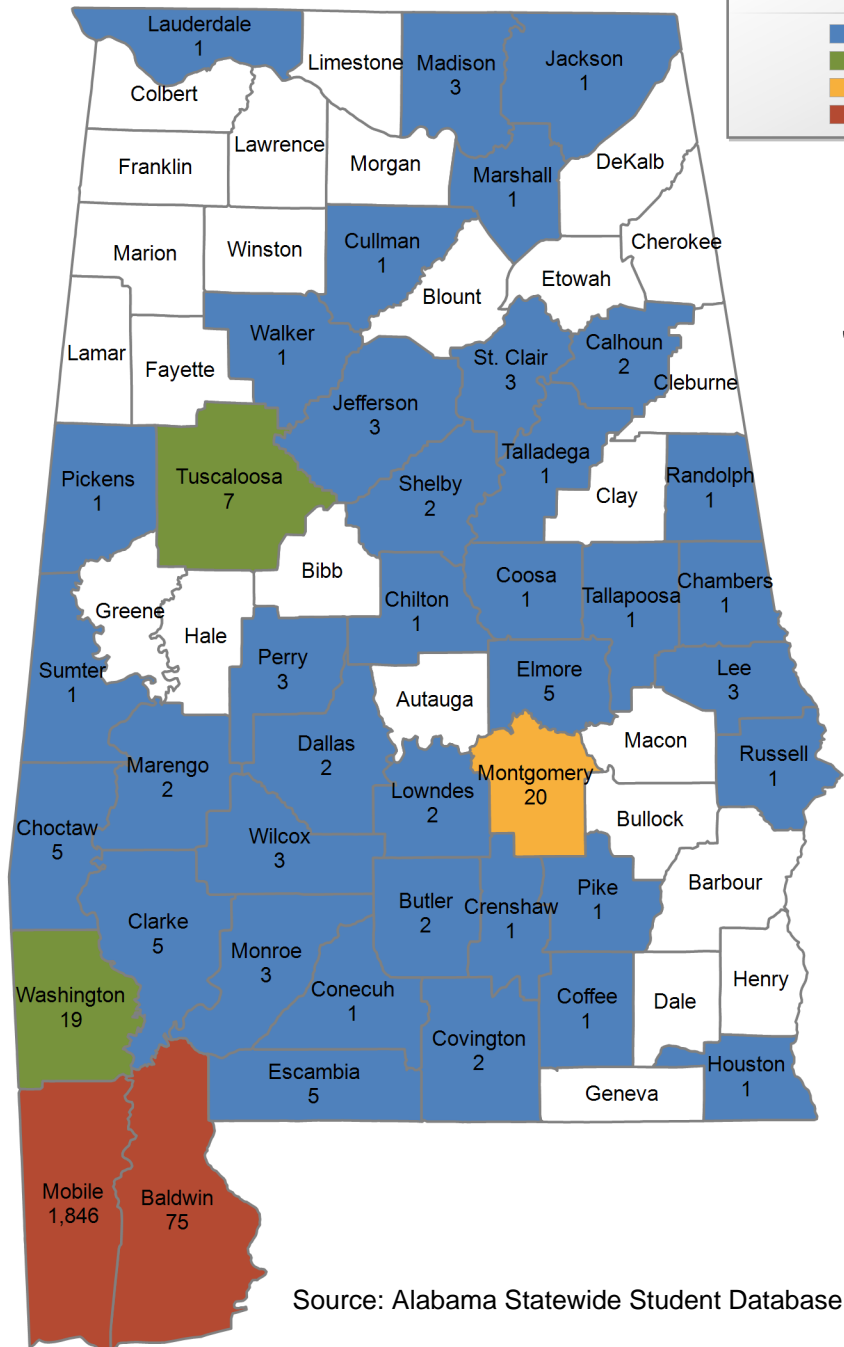 Lauderdale
1
Limestone
Madison
3
Jackson
1
Colbert
Lawrence
Franklin
Morgan
DeKalb
Marshall
1
Marion
Winston
Cullman
1
Cherokee
Etowah
Blount
Walker
1
Lamar
Fayette
St. Clair
3
Calhoun
2
Cleburne
Jefferson
3
Talladega
1
Pickens
1
Tuscaloosa
7
Shelby
2
Clay
Randolph
1
Bibb
Coosa
1
Tallapoosa
1
Chambers
1
Greene
Hale
Chilton
1
Sumter
1
Perry
3
Autauga
Elmore
5
Lee
3
Marengo
2
Dallas
2
Lowndes
2
Montgomery
20
Macon
Russell
1
Choctaw
5
Wilcox
3
Bullock
Barbour
Clarke
5
Monroe
3
Butler
2
Crenshaw
1
Pike
1
Washington
19
Conecuh
1
Coffee
1
Dale
Henry
Escambia
5
Covington
2
Geneva
Houston
1
Mobile
1,846
Baldwin
75
Source: Alabama Statewide Student Database